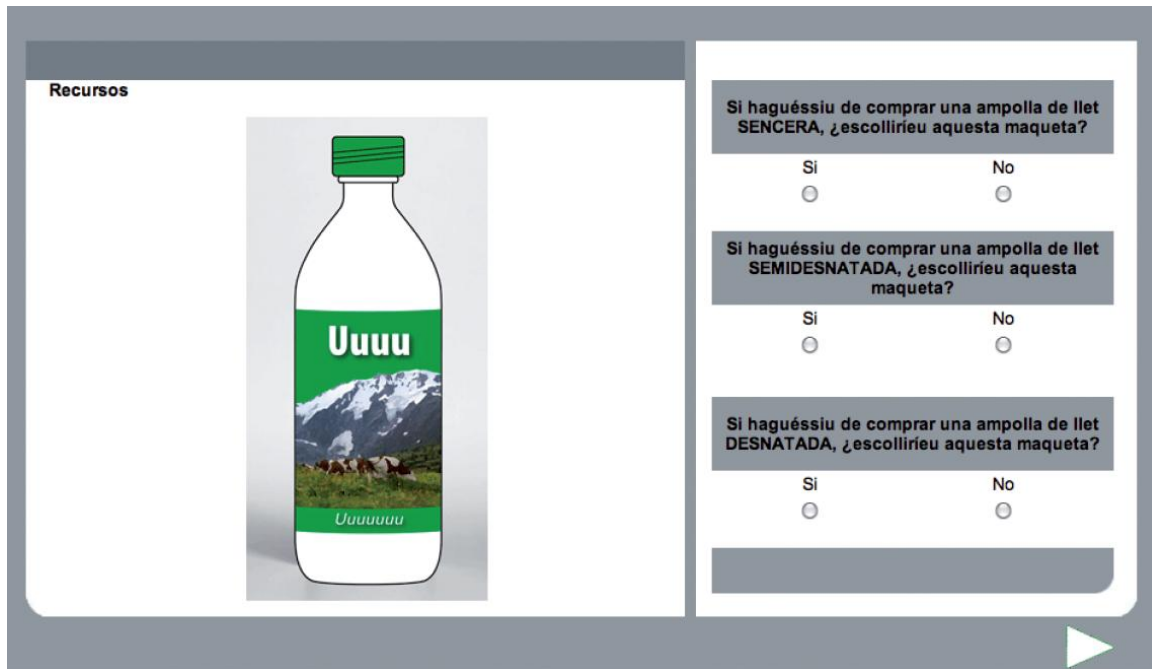 Recursos
Uuuu
Uuuuuuu
Si haguéssiu de comprar una ampolla de llet
SENCERA, ¿escolliríeu aquesta maqueta?
Si No
Si haguéssiu de comprar una ampolla de llet
SEMIDESNATADA, ¿escolliríeu aquesta
maqueta?
Si No
Si haguéssiu de comprar una ampolla de llet
DESNATADA, ¿escolliríeu aquesta maqueta?
Si No